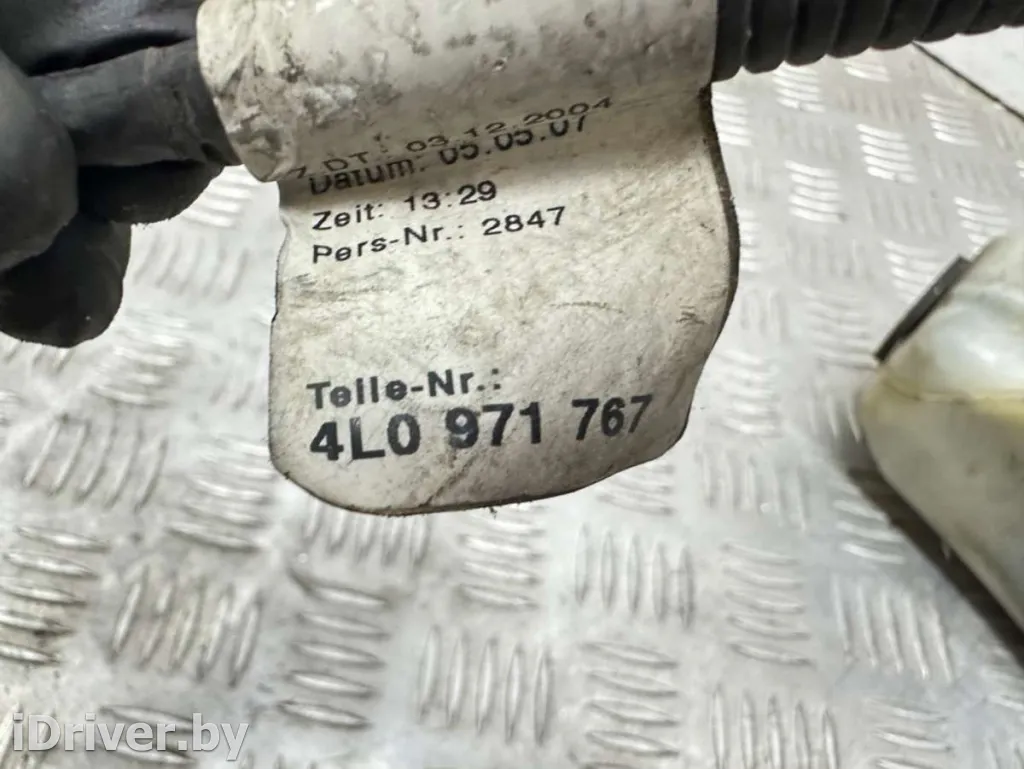 DT: 03.12.2004
Datum: 05.05.07
Zeit: 13:29
Pers-Nr.: 2847
Teile-Nr.:
4L0 971 767
iDriver.by